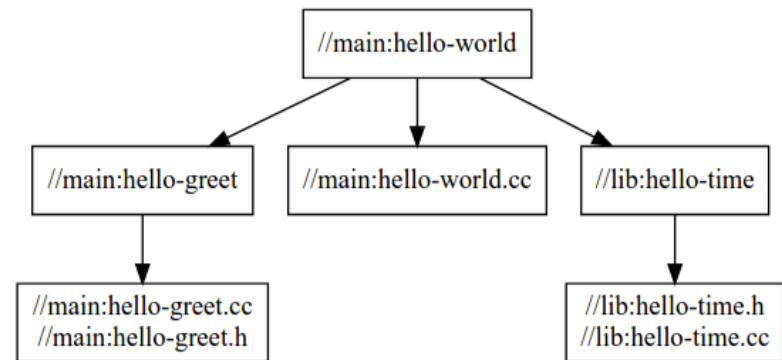 //main:hello-world
//main:hello-greet
//main:hello-world.cc
//lib:hello-time
//main:hello-greet.cc
//main:hello-greet.h
//lib:hello-time.h
//lib:hello-time.cc